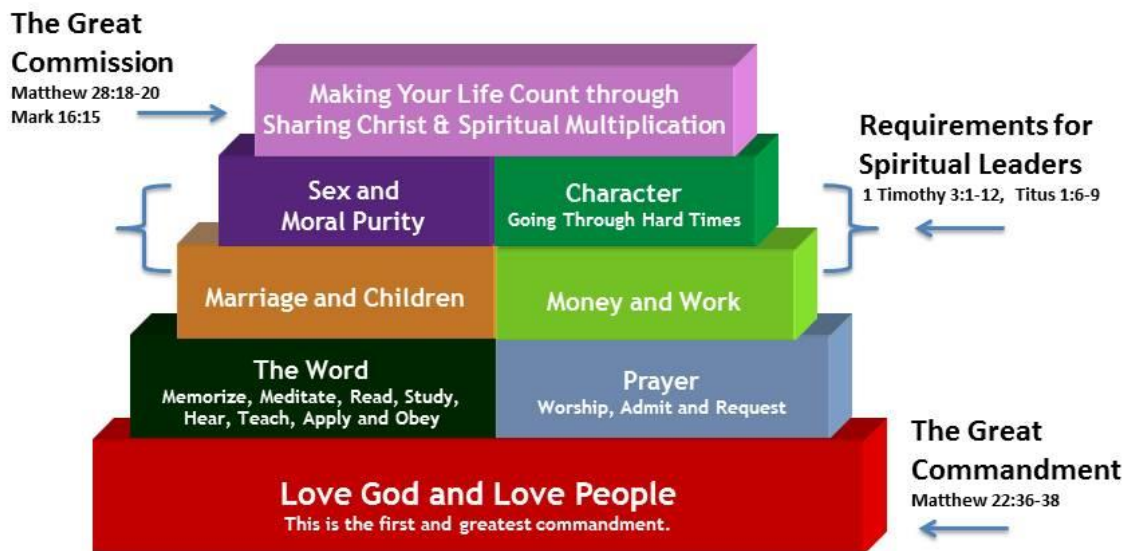 The Great
Commission
Matthew 28:18-20
Mark 16:15
Making Your Life Count through
Sharing Christ & Spiritual Multiplication
Requirements for
Spiritual Leaders
1 Timothy 3:1-12, Titus 1:6-9
Sex and
Moral Purity
Character
Going Through Hard Times
Marriage and Children
Money and Work
The Word
Memorize, Meditate, Read, Study,
Hear, Teach, Apply and Obey
Prayer
Worship, Admit and Request
The Great
Commandment
Matthew 22:36-38
Love God and Love People
This is the first and greatest commandment.